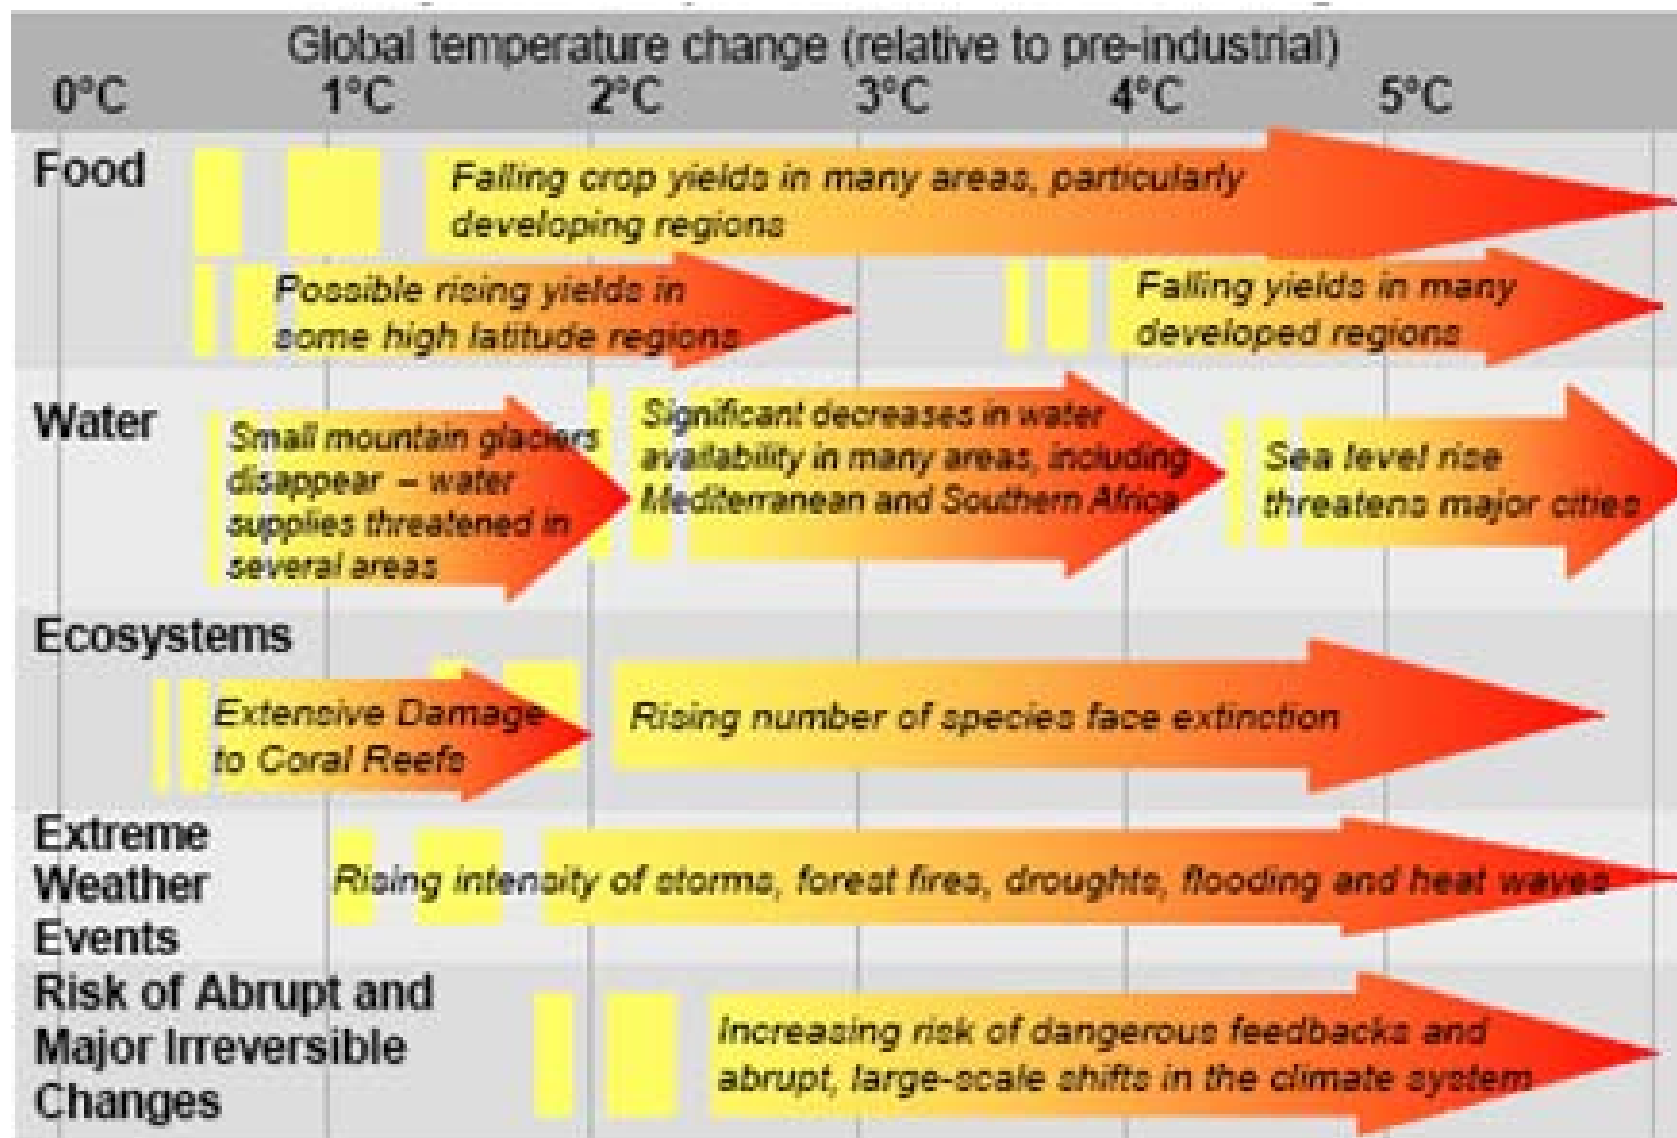 Global temperature change (relative to pre-industrial)
0°C 1°C 2°C 3°C 4°C 5°C
Food
Falling crop yields in many areas, particularly
developing regions
Possible rising yields in
some high latitude regions
Falling yields in many
developed regions
Water
Small mountain glaciers
disappear – water
supplies threatened in
several areas
Significant decreases in water
availability in many areas, including
Mediterranean and Southern Africa
Sea level rise
threatens major cities
Ecosystems
Extensive Damage
to Coral Reefs
Rising number of species face extinction
Extreme
Weather
Events
Rising intensity of storms, forest fires, droughts, flooding and heat waves
Risk of Abrupt and
Major Irreversible
Changes
Increasing risk of dangerous feedbacks and
abrupt, large-scale shifts in the climate system